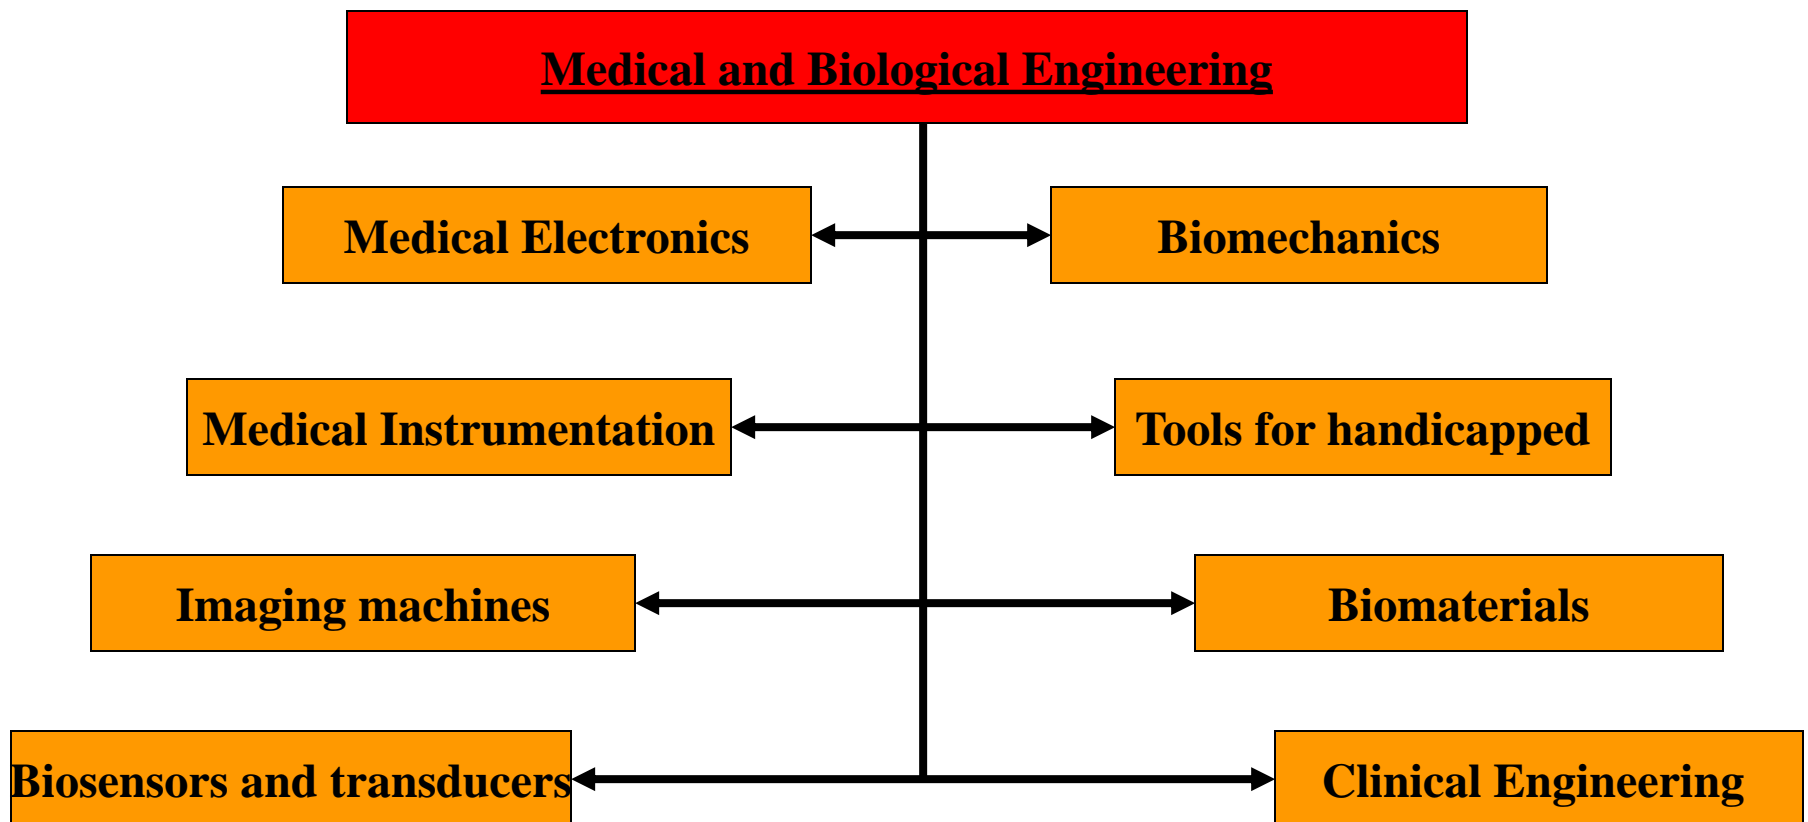 Medical and Biological Engineering
Medical Electronics
Biomechanics
Medical Instrumentation
Tools for handicapped
Imaging machines
Biomaterials
Biosensors and transducers
Clinical Engineering